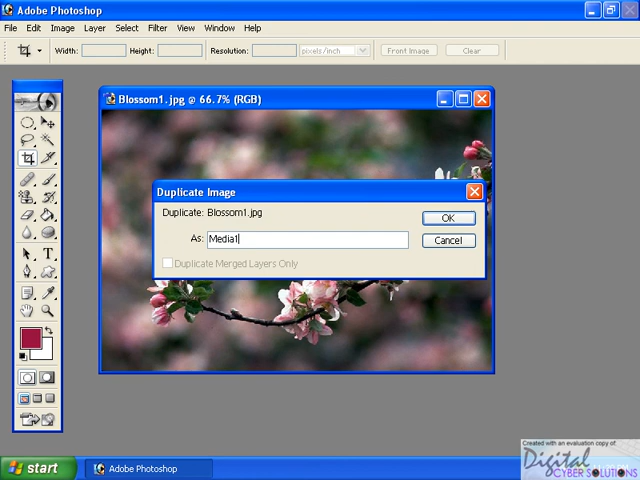 Adobe Photoshop
File Edit Image Layer Select Filter View Window Help
Width: Height: Resolution: pixels/inch Front Image Clear
Blossom1.jpg @ 66.7% (RGB)
Duplicate Image
Duplicate: Blossom1.jpg
OK
As: Media1
Cancel
Duplicate Merged Layers Only
T
start
Adobe Photoshop
Created with an evaluation copy of
Digital
CYBER SOLUTIONS